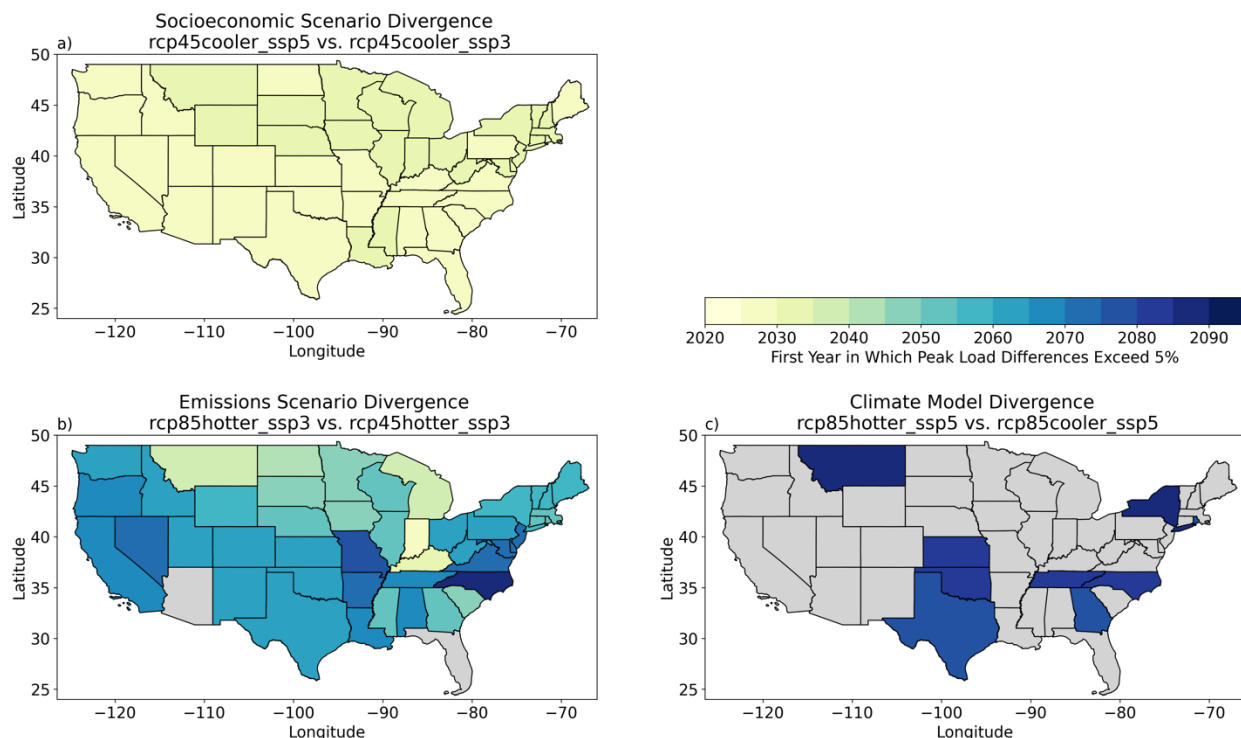 Socioeconomic Scenario Divergence
a) rcp45cooler_ssp5 vs. rcp45cooler_ssp3
50
45
40
35
30
25
Latitude
−120 −110 −100 −90 −80 −70
Longitude
2020 2030 2040 2050 2060 2070 2080 2090
First Year in Which Peak Load Differences Exceed 5%
Emissions Scenario Divergence
b) rcp85hotter_ssp3 vs. rcp45hotter_ssp3
50
45
40
35
30
25
Latitude
−120 −110 −100 −90 −80 −70
Longitude
Climate Model Divergence
c) rcp85hotter_ssp5 vs. rcp85cooler_ssp5
50
45
40
35
30
25
Latitude
−120 −110 −100 −90 −80 −70
Longitude